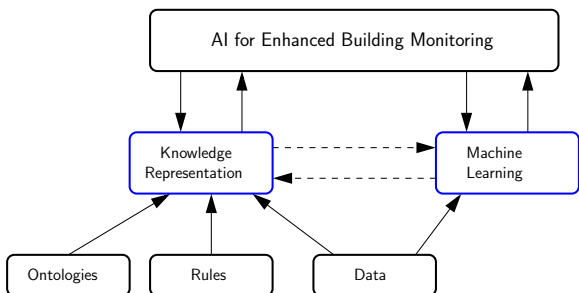 AI for Enhanced Building Monitoring
Knowledge
Representation
Machine
Learning
Ontologies
Rules
Data